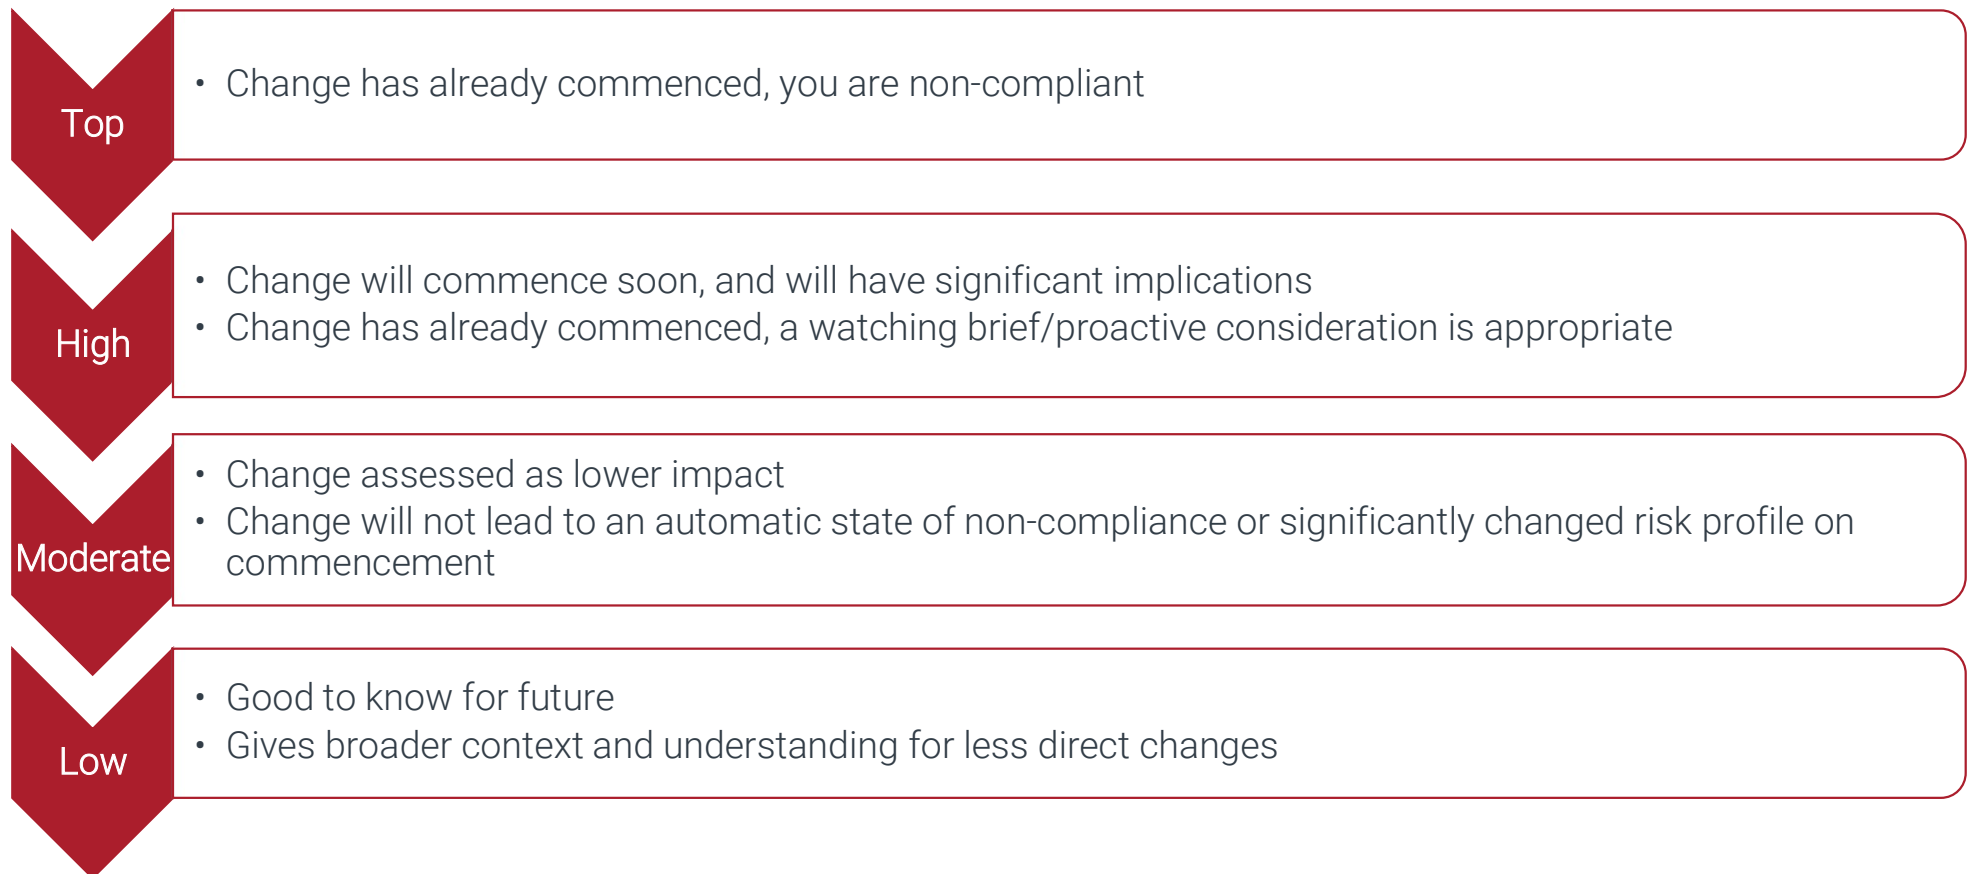 Top
• Change has already commenced, you are non-compliant
High
• Change will commence soon, and will have significant implications
• Change has already commenced, a watching brief/proactive consideration is appropriate
Moderate
• Change assessed as lower impact
• Change will not lead to an automatic state of non-compliance or significantly changed risk profile on
commencement
Low
• Good to know for future
• Gives broader context and understanding for less direct changes